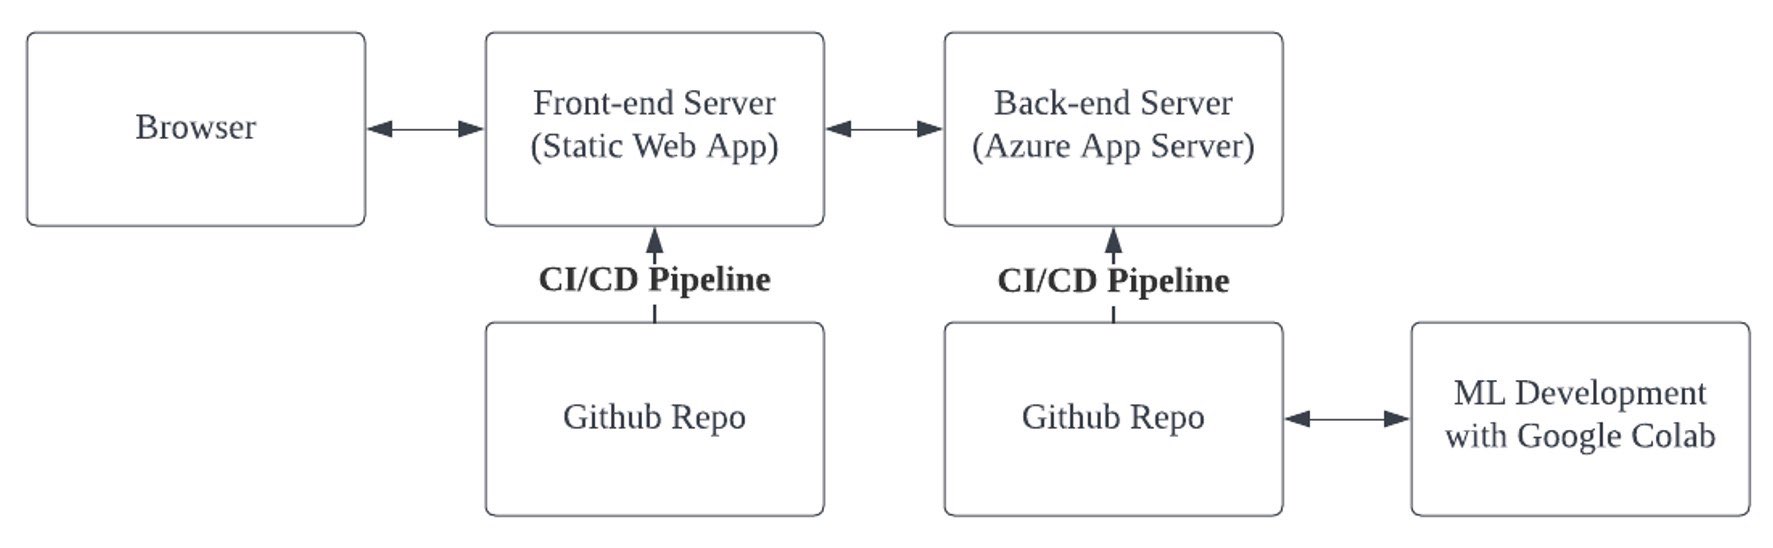 Browser
Front-end Server
(Static Web App)
Back-end Server
(Azure App Server)
CI/CD Pipeline
CI/CD Pipeline
Github Repo
Github Repo
ML Development
with Google Colab